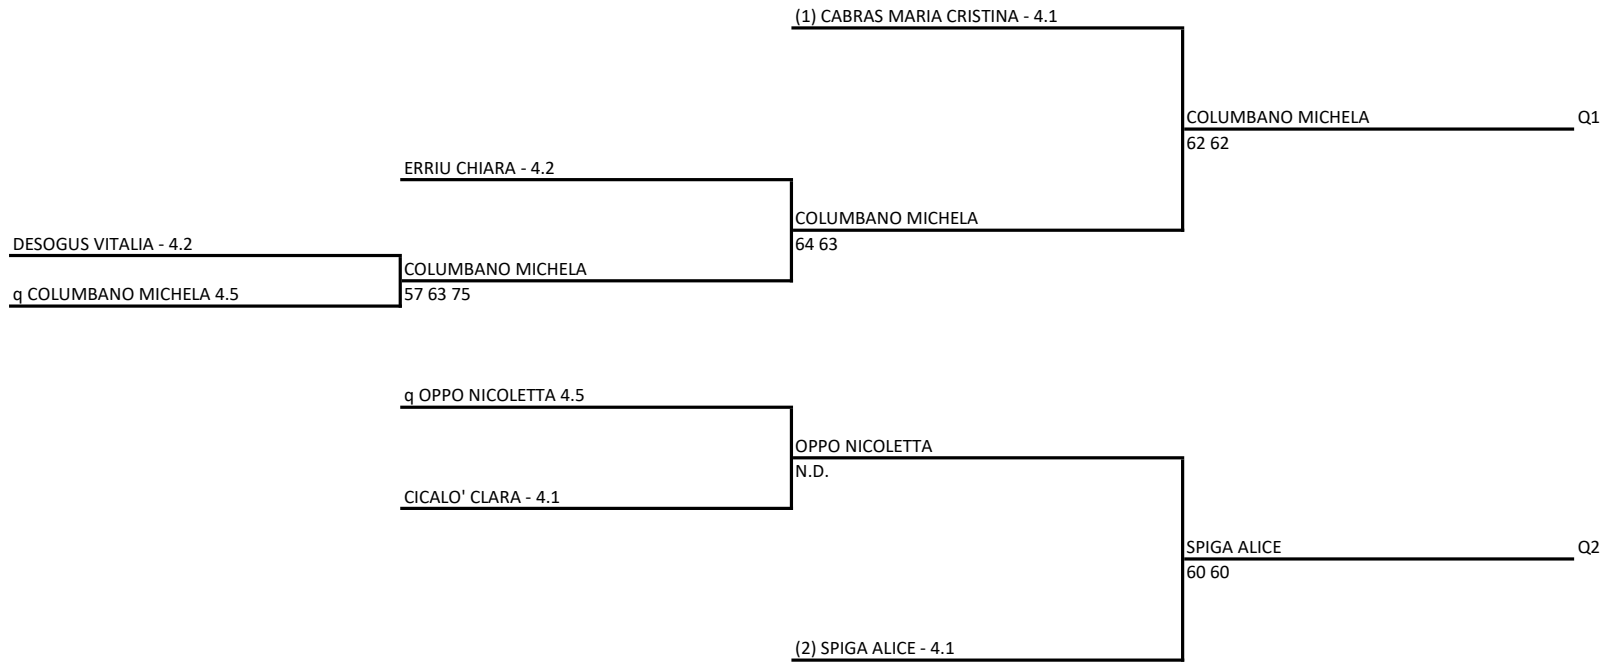 (1) CABRAS MARIA CRISTINA - 4.1
COLUMBANO MICHELA
Q1
62 62
ERRIU CHIARA - 4.2
COLUMBANO MICHELA
64 63
DESOGUS VITALIA - 4.2
COLUMBANO MICHELA
q COLUMBANO MICHELA 4.5
57 63 75
q OPPO NICOLETTA 4.5
OPPO NICOLETTA
N.D.
CICALO' CLARA - 4.1
SPIGA ALICE
Q2
60 60
(2) SPIGA ALICE - 4.1